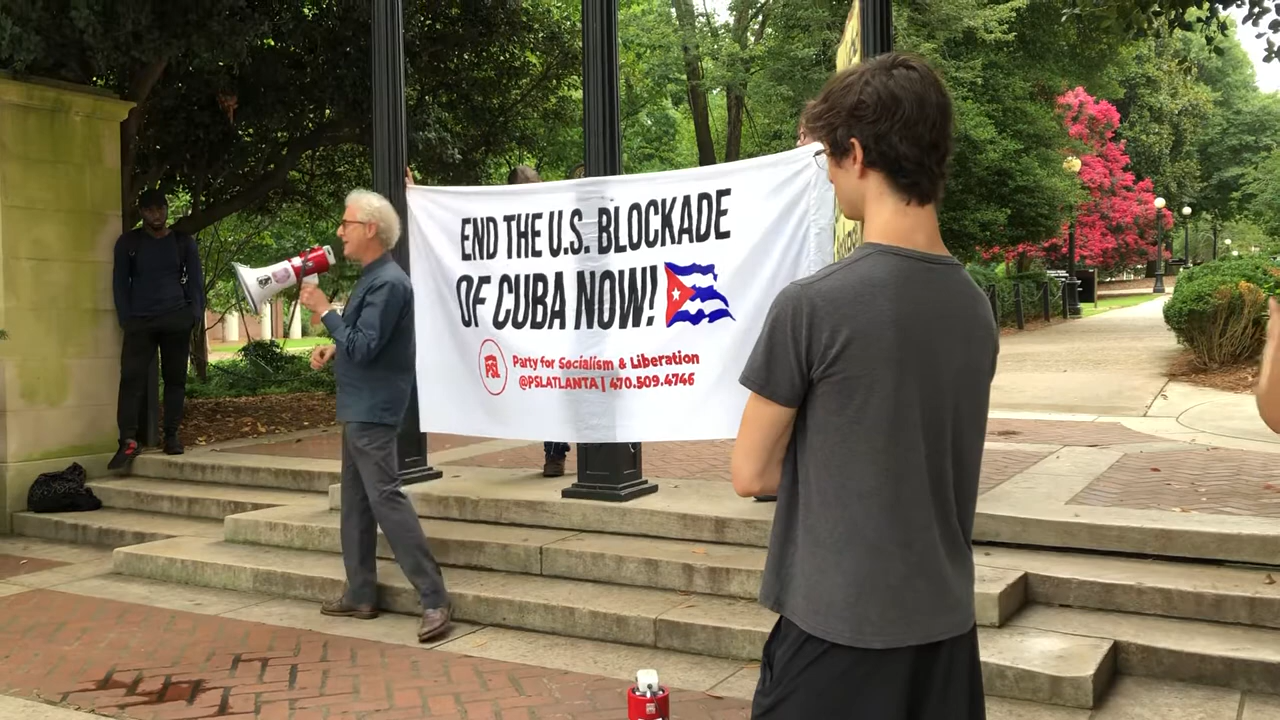 END THE U.S. BLOCKADE
OF CUBA NOW!
PSL
Party for Socialism & Liberation
@PSLATLANTA | 470.509.4746